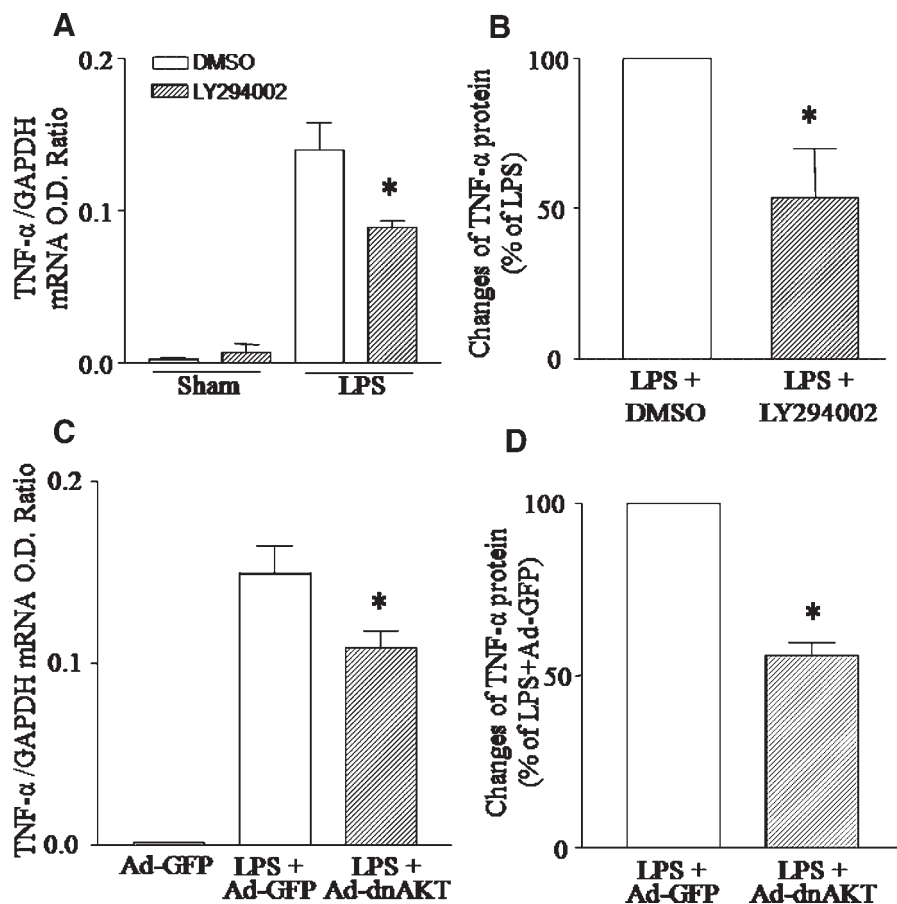 A
TNF-α/GAPDH
mRNA O.D. Ratio
0.2
0.1
0.0
DMSO
LY294002
*
Sham
LPS
B
Changes of TNF-α protein
(% of LPS)
100
50
0
*
LPS +
DMSO
LPS +
LY294002
C
TNF-α/GAPDH mRNA O.D. Ratio
0.2
0.1
0.0
*
Ad-GFP
LPS +
Ad-GFP
LPS +
Ad-dnAKT
D
Changes of TNF-α protein
(% of LPS+Ad-GFP)
100
50
0
*
LPS +
Ad-GFP
LPS +
Ad-dnAKT